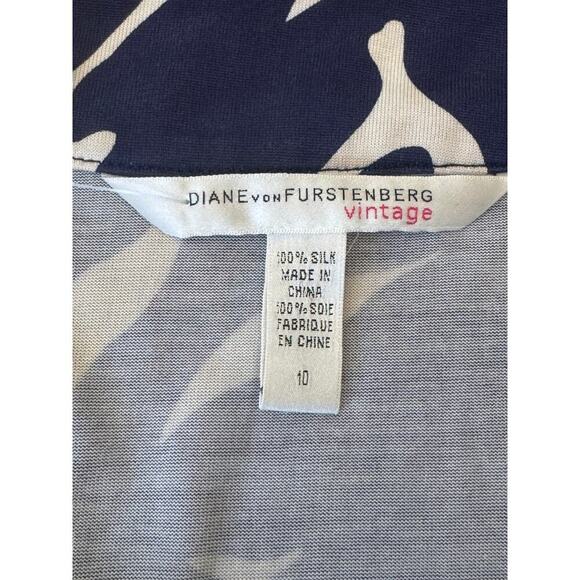 DIANE VON FURSTENBERG
vintage
100% SILK
MADE IN
CHINA
100% SOIE
FABRIQUE
EN CHINE
10